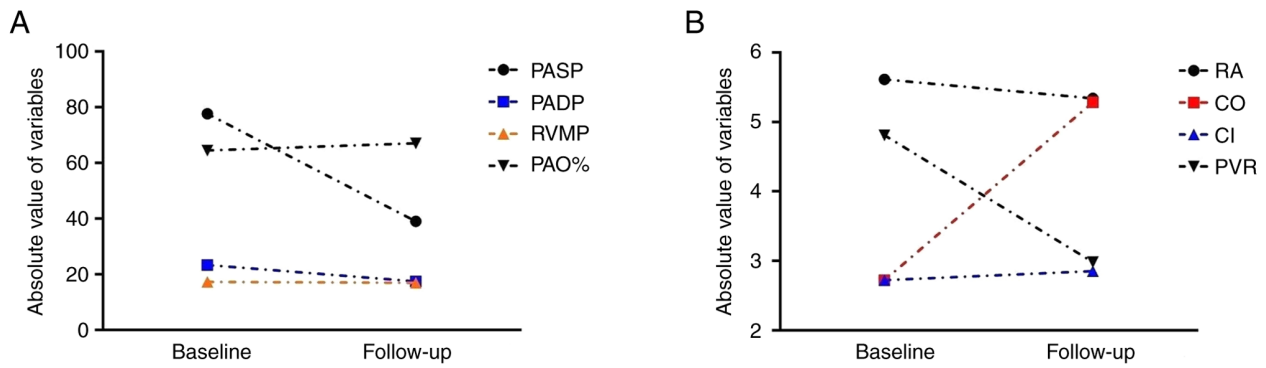 A
Absolute value of variables
100
80
60
40
20
0
Baseline
Follow-up
PASP
PADP
RVMP
PAO%
B
Absolute value of variables
6
5
4
3
2
Baseline
Follow-up
RA
CO
CI
PVR